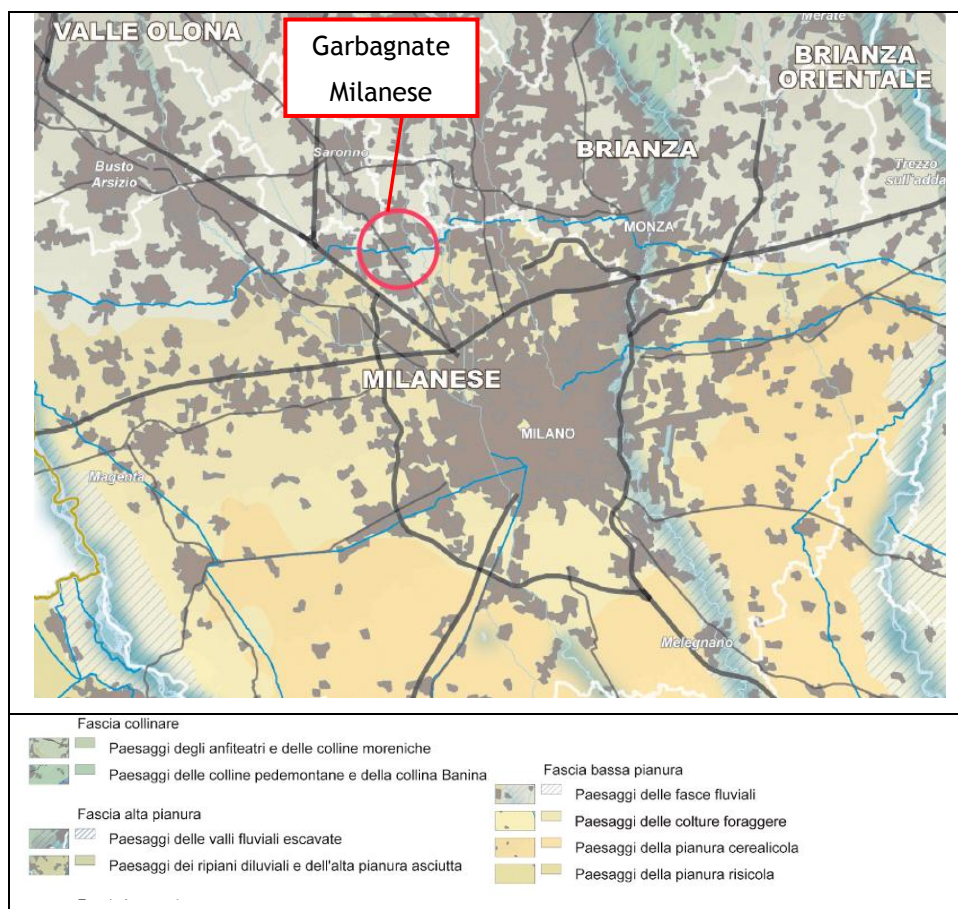 VALLE OLONA
Garbagnate
Milanese
Merate
BRIANZA
ORIENTALE
Saronno
BRIANZA
Busto
Arsizio
Trezzo
sull'adda
MONZA
MILANESE
MILANO
Magenta
Melegnano
Fascia collinare
Paesaggi degli anfiteatri e delle colline moreniche
Paesaggi delle colline pedemontane e della collina Banina
Fascia alta pianura
Paesaggi delle valli fluviali escavate
Paesaggi dei ripiani diluviali e dell'alta pianura asciutta
Fascia bassa pianura
Paesaggi delle fasce fluviali
Paesaggi delle colture foraggere
Paesaggi della pianura cerealicola
Paesaggi della pianura risicola